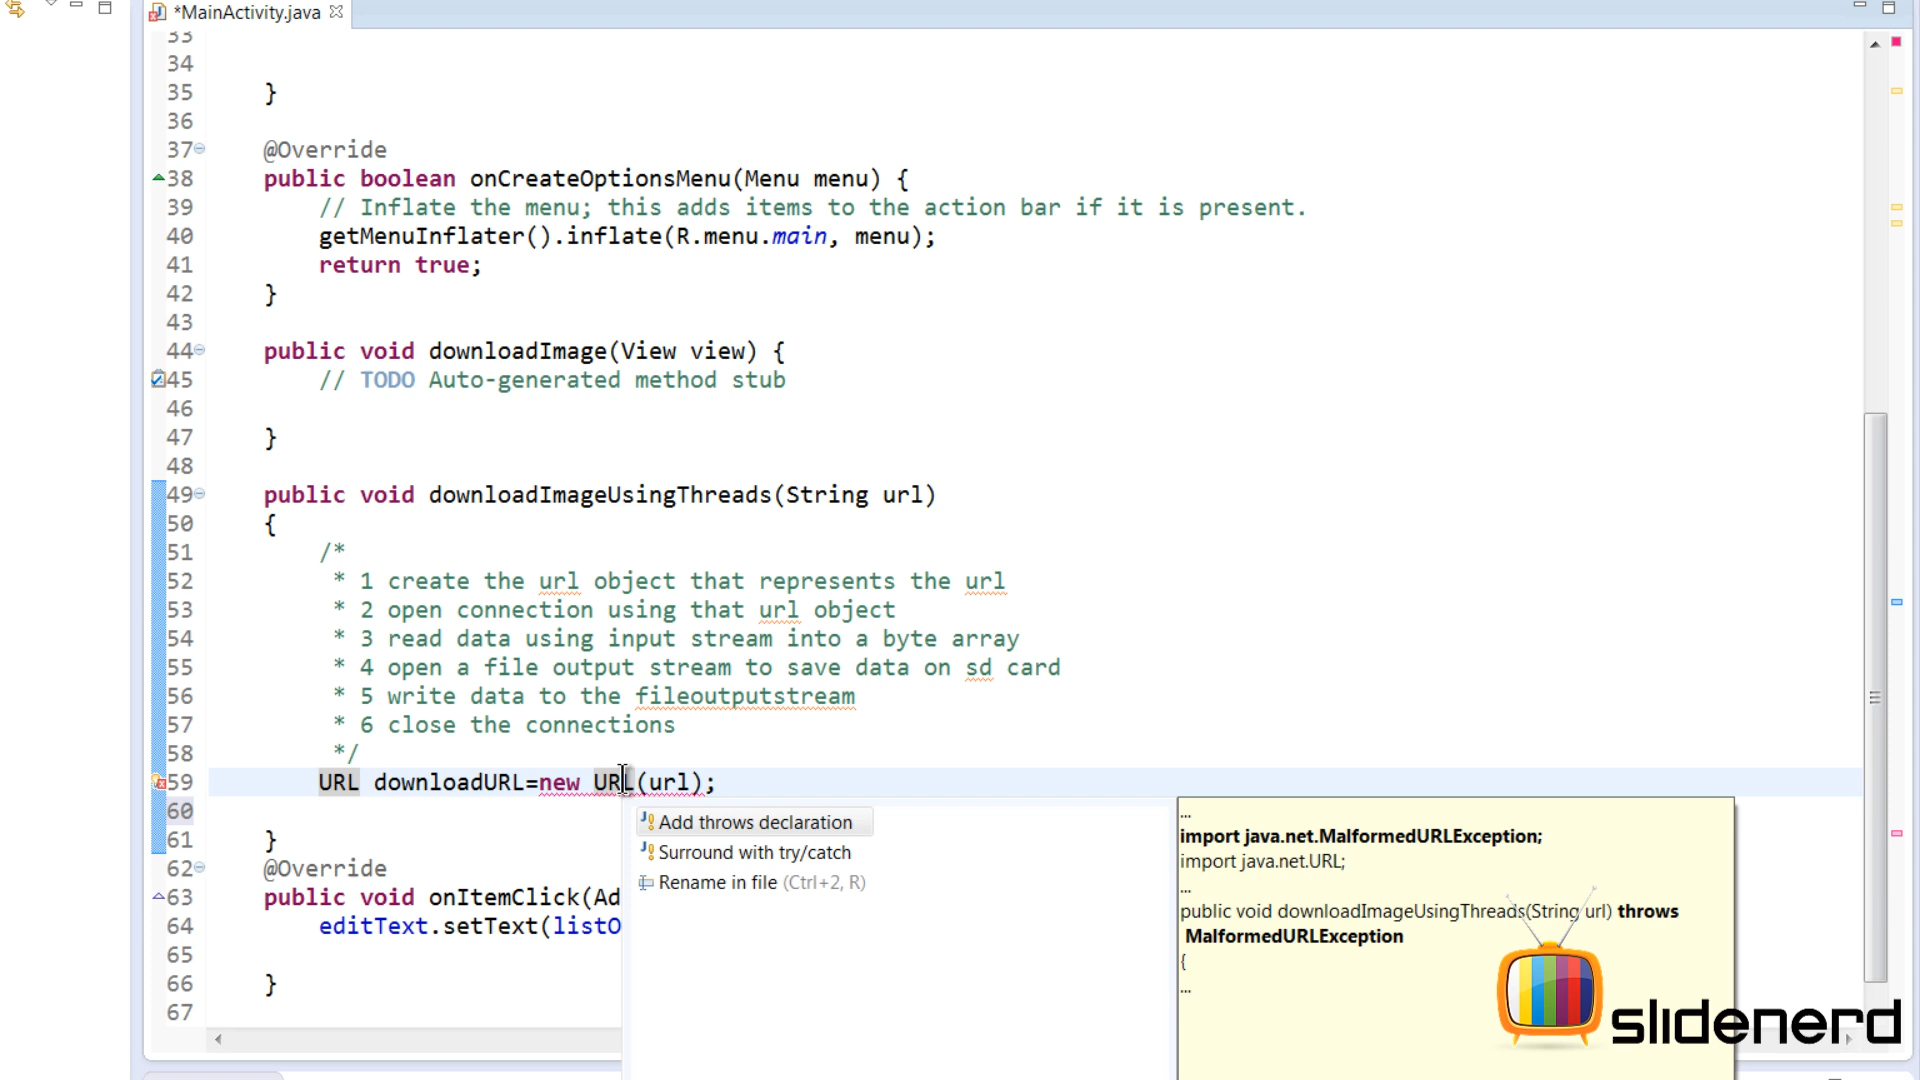 *MainActivity.java
33
34
35 }
36
37 @Override
38 public boolean onCreateOptionsMenu(Menu menu) {
39 // Inflate the menu; this adds items to the action bar if it is present.
40 getMenuInflater().inflate(R.menu.main, menu);
41 return true;
42 }
43
44 public void downloadImage(View view) {
45 // TODO Auto-generated method stub
46
47 }
48
49 public void downloadImageUsingThreads(String url)
50 {
51 /*
52 * 1 create the url object that represents the url
53 * 2 open connection using that url object
54 * 3 read data using input stream into a byte array
55 * 4 open a file output stream to save data on sd card
56 * 5 write data to the fileoutputstream
57 * 6 close the connections
58 */
59 URL downloadURL=new URL(url);
60
61 }
62 @Override
63 public void onItemClick(Ad
64 editText.setText(listO
65
66 }
67
Add throws declaration
Surround with try/catch
Rename in file (Ctrl+2, R)
...
import java.net.MalformedURLException;
import java.net.URL;
...
public void downloadImageUsingThreads(String url) throws
MalformedURLException
{
...
slidenerd